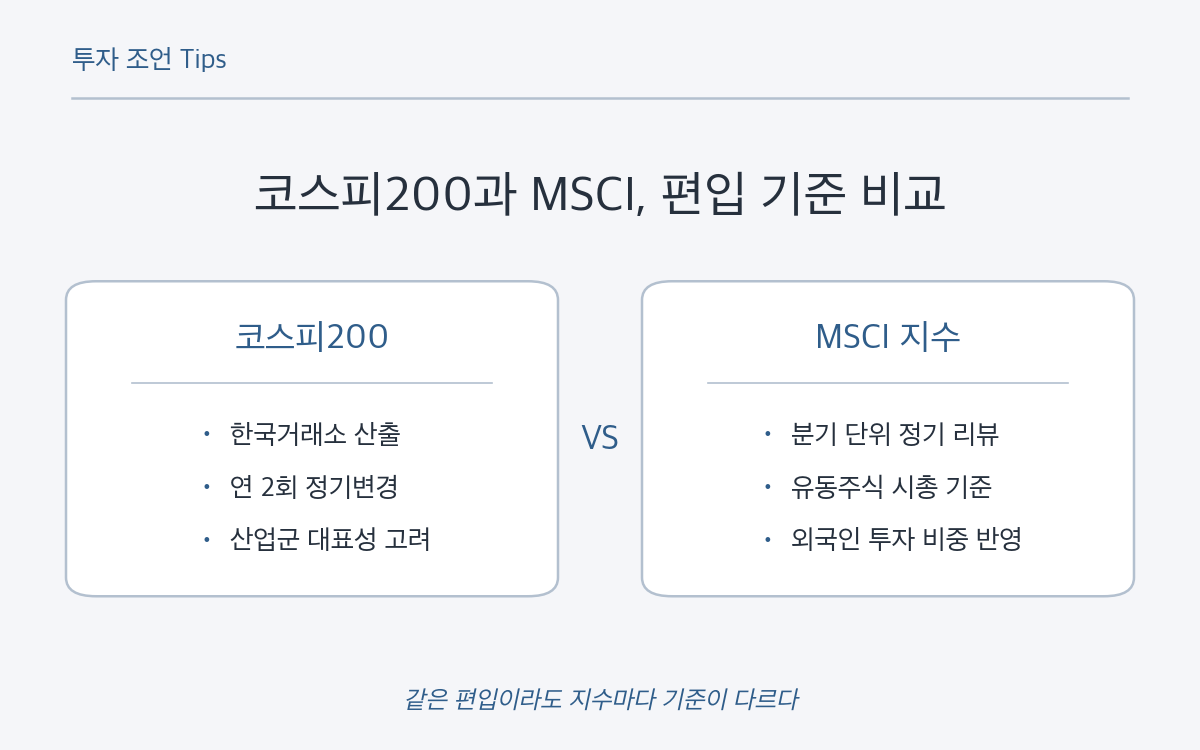 투자 조언 Tips
코스피200과 MSCI, 편입 기준 비교
코스피200
• 한국거래소 산출
• 연 2회 정기변경
• 산업군 대표성 고려
VS
MSCI 지수
• 분기 단위 정기 리뷰
• 유동주식 시총 기준
• 외국인 투자 비중 반영
같은 편입이라도 지수마다 기준이 다르다